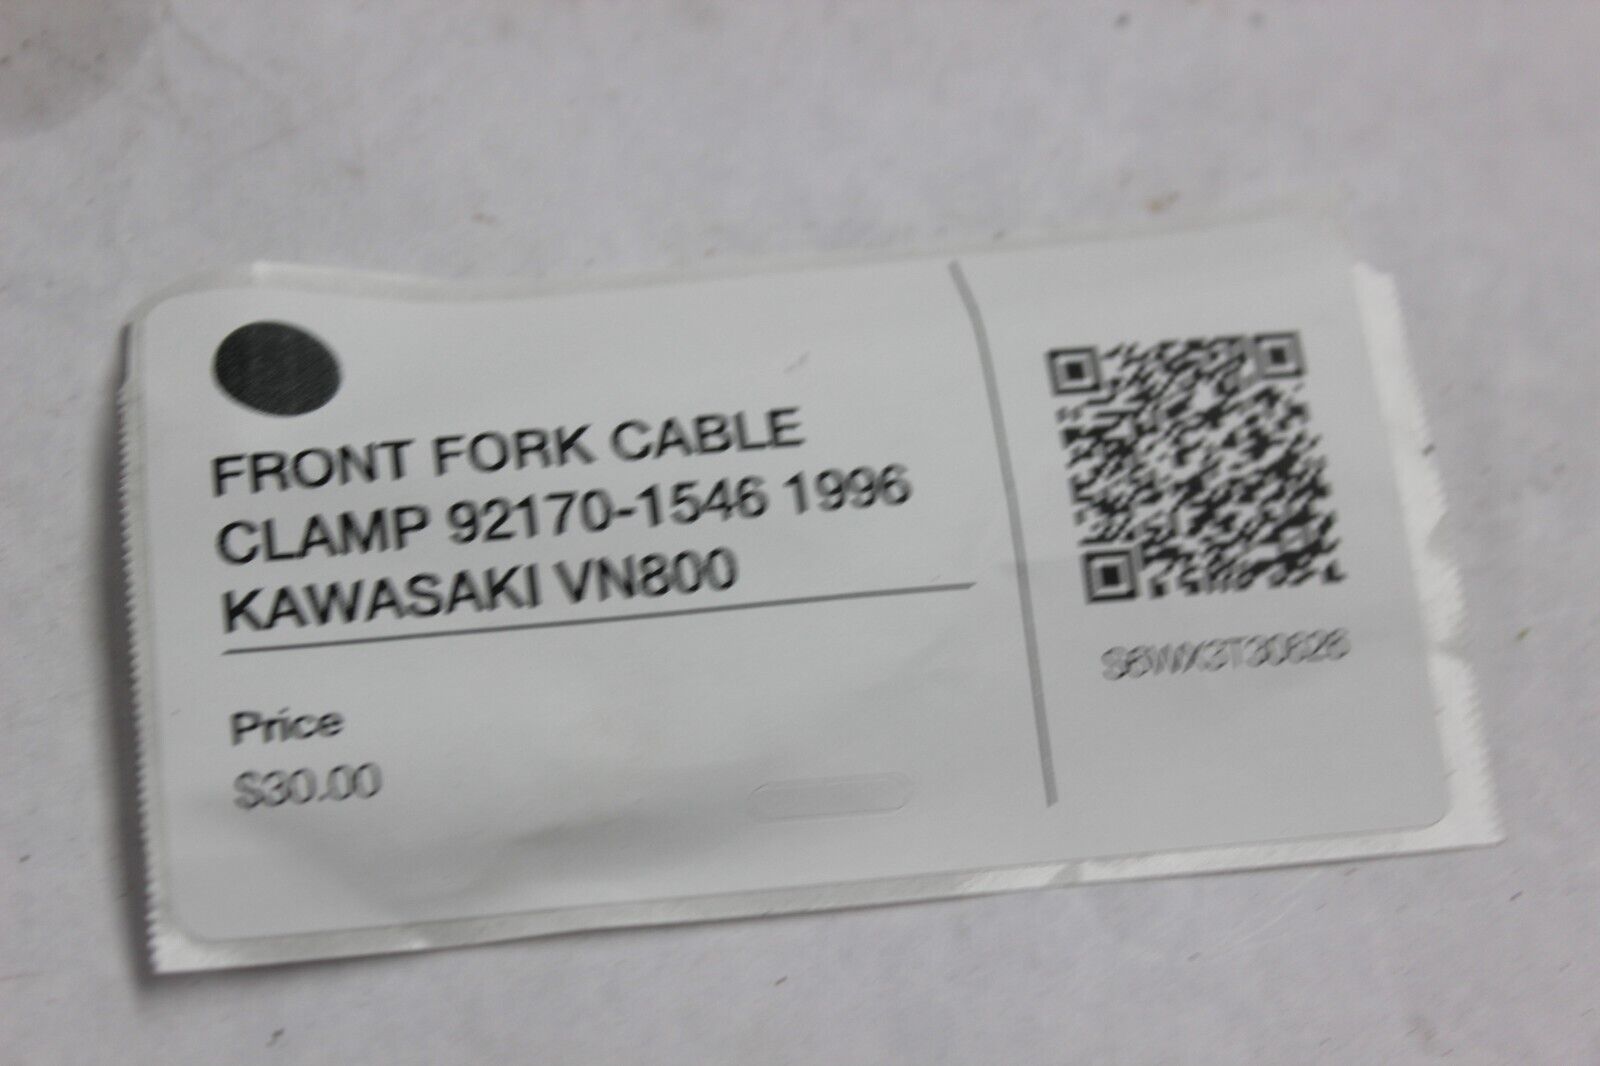 FRONT FORK CABLE
CLAMP 92170-1546 1996
KAWASAKI VN800
Price
$30.00